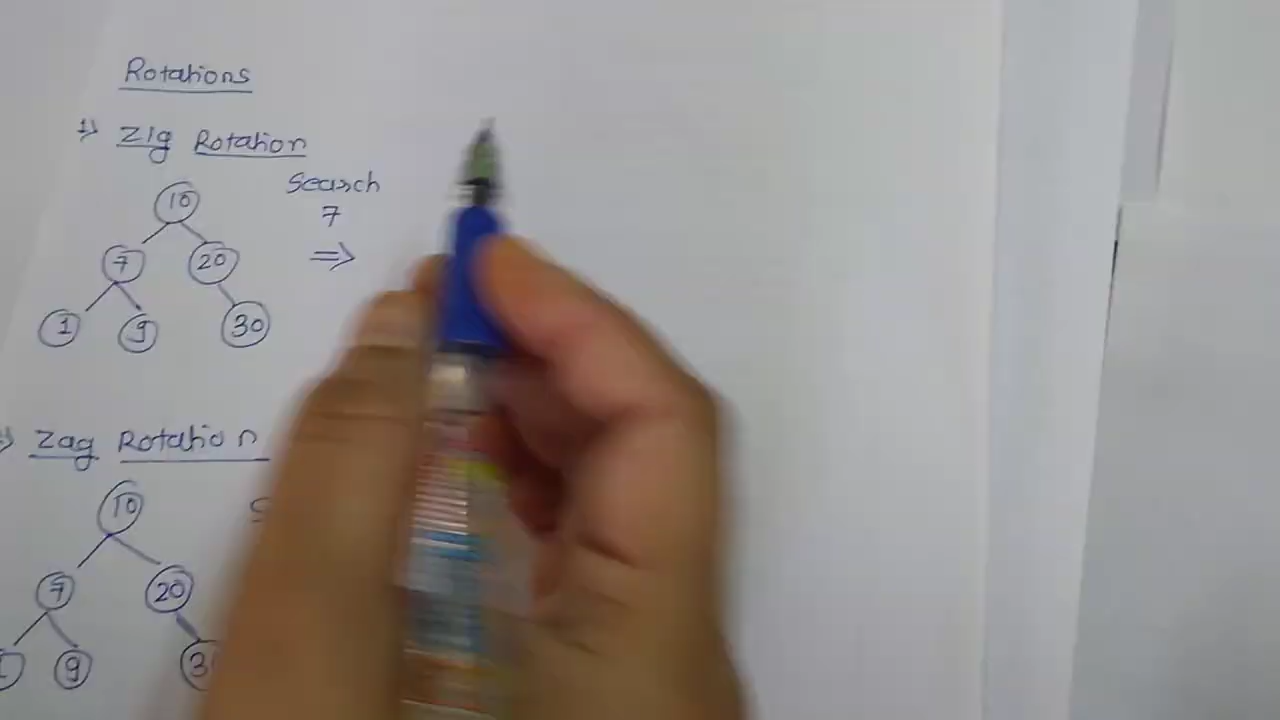 Rotations
1) Zig Rotation
Search
7
⇒
10
7 20
1 9 30
Zag Rotation
10
7 20
9